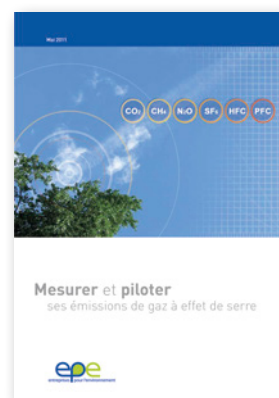 Mai 2011
CO₂ CH₄ N₂O SF₆ HFC PFC
Mesurer et piloter
ses émissions de gaz à effet de serre
epe
entreprises pour l'environnement